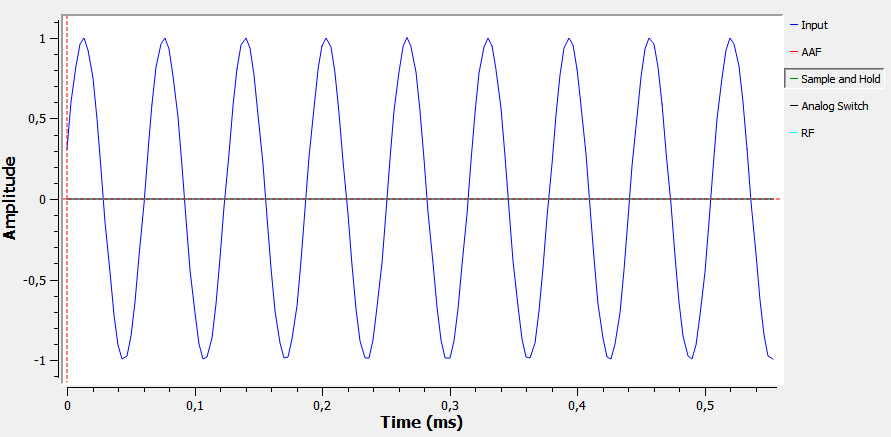 Amplitude
1
0,5
0
-0,5
-1
0
0,1
0,2
0,3
0,4
0,5
Time (ms)
Input
AAF
Sample and Hold
Analog Switch
RF